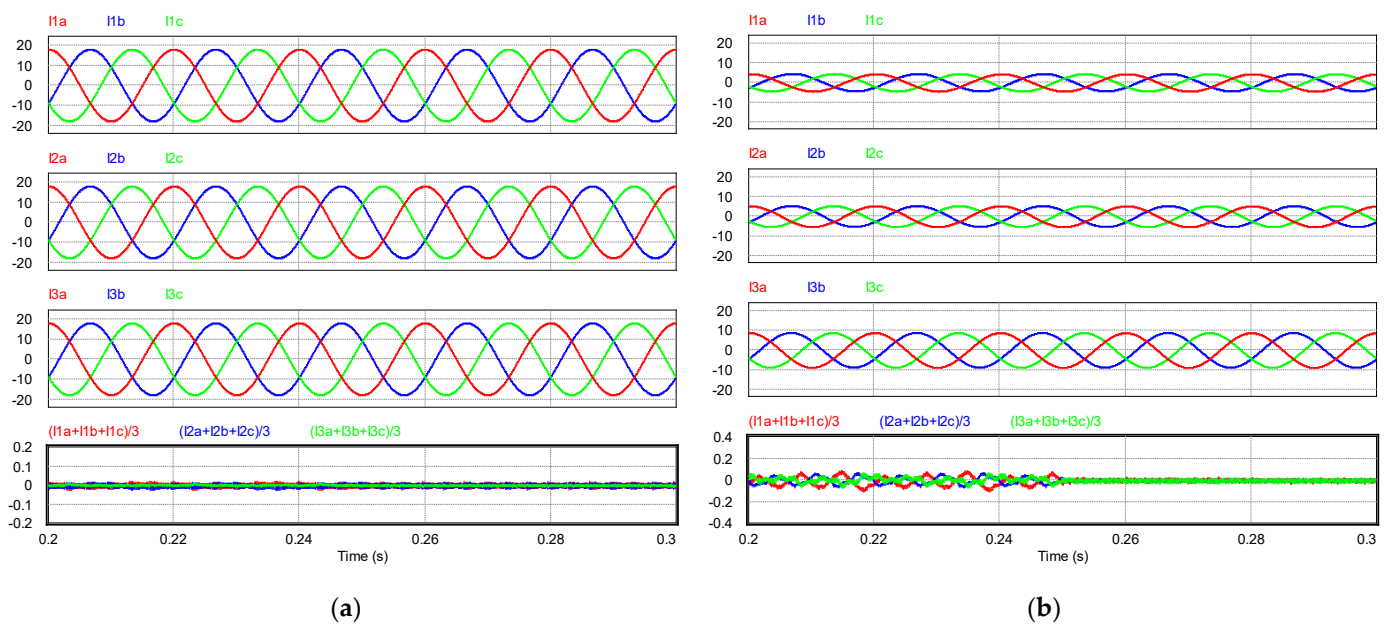 I1a I1b I1c
20
10
0
-10
-20
I2a I2b I2c
20
10
0
-10
-20
I3a I3b I3c
20
10
0
-10
-20
(I1a+I1b+I1c)/3 (I2a+I2b+I2c)/3 (I3a+I3b+I3c)/3
0.2
0.1
0
-0.1
-0.2
0.2 0.22 0.24 0.26 0.28 0.3
Time (s)
(a)
I1a I1b I1c
20
10
0
-10
-20
I2a I2b I2c
20
10
0
-10
-20
I3a I3b I3c
20
10
0
-10
-20
(I1a+I1b+I1c)/3 (I2a+I2b+I2c)/3 (I3a+I3b+I3c)/3
0.4
0.2
0
-0.2
-0.4
0.2 0.22 0.24 0.26 0.28 0.3
Time (s)
(b)